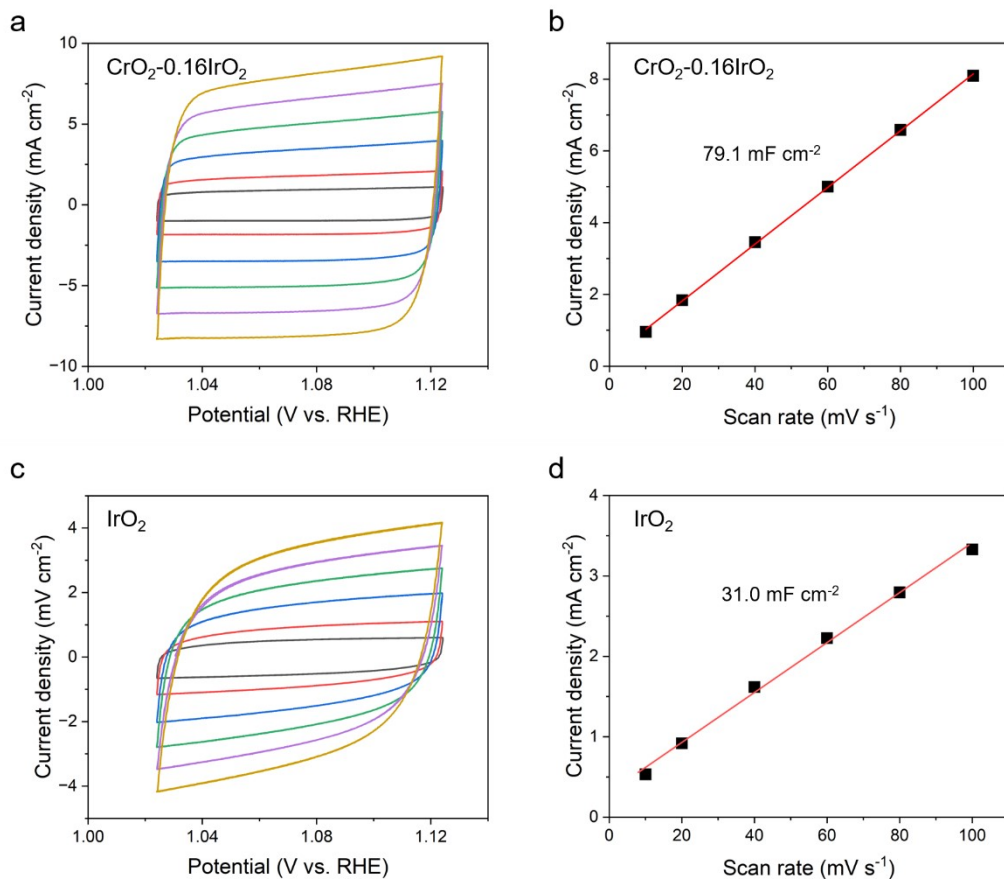 a
CrO₂-0.16IrO₂
10
5
0
−5
−10
1.00
1.04
1.08
1.12
Current density (mA cm⁻²)
Potential (V vs. RHE)
b
CrO₂-0.16IrO₂
79.1 mF cm⁻²
8
6
4
2
0
0
20
40
60
80
100
Current density (mA cm⁻²)
Scan rate (mV s⁻¹)
c
IrO₂
4
2
0
−2
−4
1.00
1.04
1.08
1.12
Current density (mV cm⁻²)
Potential (V vs. RHE)
d
IrO₂
31.0 mF cm⁻²
4
3
2
1
0
0
20
40
60
80
100
Current density (mA cm⁻²)
Scan rate (mV s⁻¹)